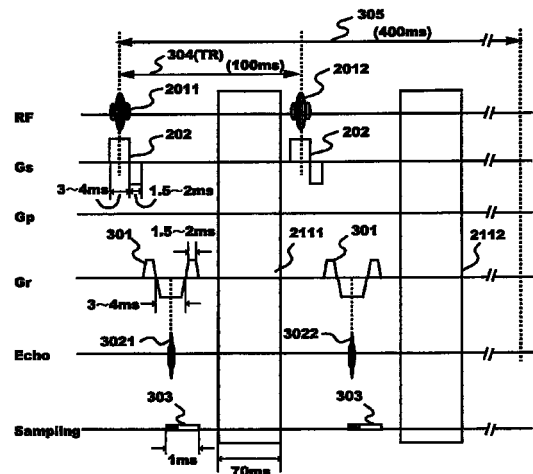 305
(400ms)
304(TR)
(100ms)
2011
2012
RF
202
202
Gs
3~4ms
1.5~2ms
Gp
1.5~2ms
2111
301
301
2112
Gr
3~4ms
3021
3022
Echo
303
303
Sampling
1ms
70ms